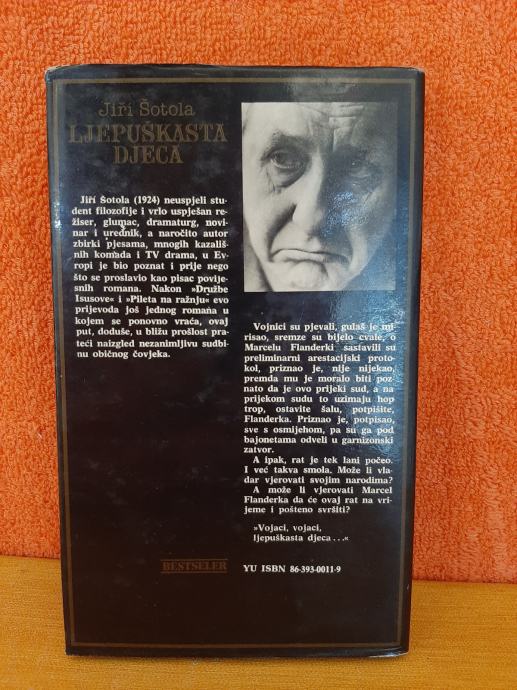 Jiří Šotola
LJEPUŠKASTA
DJECA
Jiří Šotola (1924) neuspjeli stu-
dent filozofije i vrlo uspješan re-
žiser, glumac, dramaturg, novi-
nar i urednik, a naročito autor
zbirki pjesama, mnogih kazališ-
nih komada i TV drama, u Ev-
ropi je bio poznat i prije nego
što se proslavio kao pisac povije-
snih romana. Nakon »Družbe
Isusove« i »Pileta na ražnju« evo
prijevoda još jednog romana u
kojem se ponovno vraća, ovaj
put, doduše, u bližu prošlost pra-
teći naizgled nezanimljivu sudbi-
nu običnog čovjeka.
Vojnici su pjevali, gulaš je mi-
risao, sremze su bijelo cvale, o
Marcelu Flanderki sastavili su
preliminarni arestacijski proto-
kol, priznao je, nije nijekao,
premda mu je moralo biti poz-
nato da je ovo prijeki sud, a na
prijekom sudu to uzimaju hop
trop, ostavite šalu, potpišite,
Flanderka. Priznao je, potpisao,
sve s osmijehom, pa su ga pod
bajonetama odveli u garnizonski
zatvor.
A ipak, rat je tek lani počeo.
I već takva smola. Može li vla-
dar vjerovati svojim narodima?
A može li vjerovati Marcel
Flanderka da će ovaj rat na vri-
jeme i pošteno svršiti?
»Vojaci, vojaci,
ljepuškasta djeca...«
BESTSELER
YU ISBN 86-393-0011-9